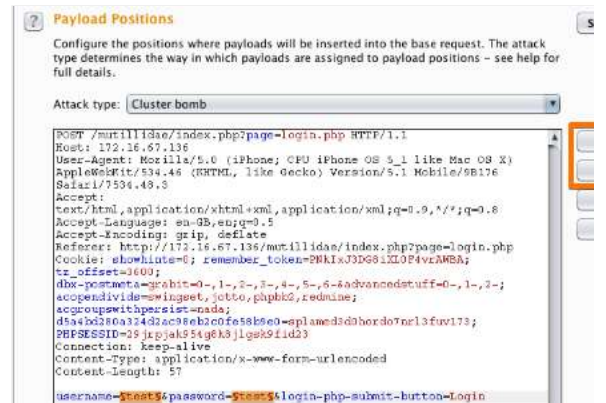 ? Payload Positions
Configure the positions where payloads will be inserted into the base request. The attack
type determines the way in which payloads are assigned to payload positions – see help for
full details.
Attack type: Cluster bomb
POST /mutillidae/index.php?page=login.php HTTP/1.1
Host: 172.16.67.136
User-Agent: Mozilla/5.0 (iPhone; CPU iPhone OS 5_1 like Mac OS X)
AppleWebKit/534.46 (KHTML, like Gecko) Version/5.1 Mobile/9B176
Safari/7534.48.3
Accept:
text/html,application/xhtml+xml,application/xml;q=0.9,*/*;q=0.8
Accept-Language: en-GB,en;q=0.5
Accept-Encoding: gzip, deflate
Referer: http://172.16.67.136/mutillidae/index.php?page=login.php
Cookie: showhints=0; remember_token=PNkIxJ3DG8iXL0F4vrAWBA;
tz_offset=3600;
dbx-postmeta=grabit=0-,1-,2-,3-,4-,5-,6-&advancedstuff=0-,1-,2-;
acopendivids=swingset,jotto,phpbb2,redmine;
acgroupswithpersist=nada;
d5a4bd280a324d2ac98eb2c0fe58b9e0=splamed3d0hordo7nrl3fuv173;
PHPSESSID=29jrpjak954g8k8jlgsk9fid23
Connection: keep-alive
Content-Type: application/x-www-form-urlencoded
Content-Length: 57
username=§test§&password=§test§&login-php-submit-button=Login